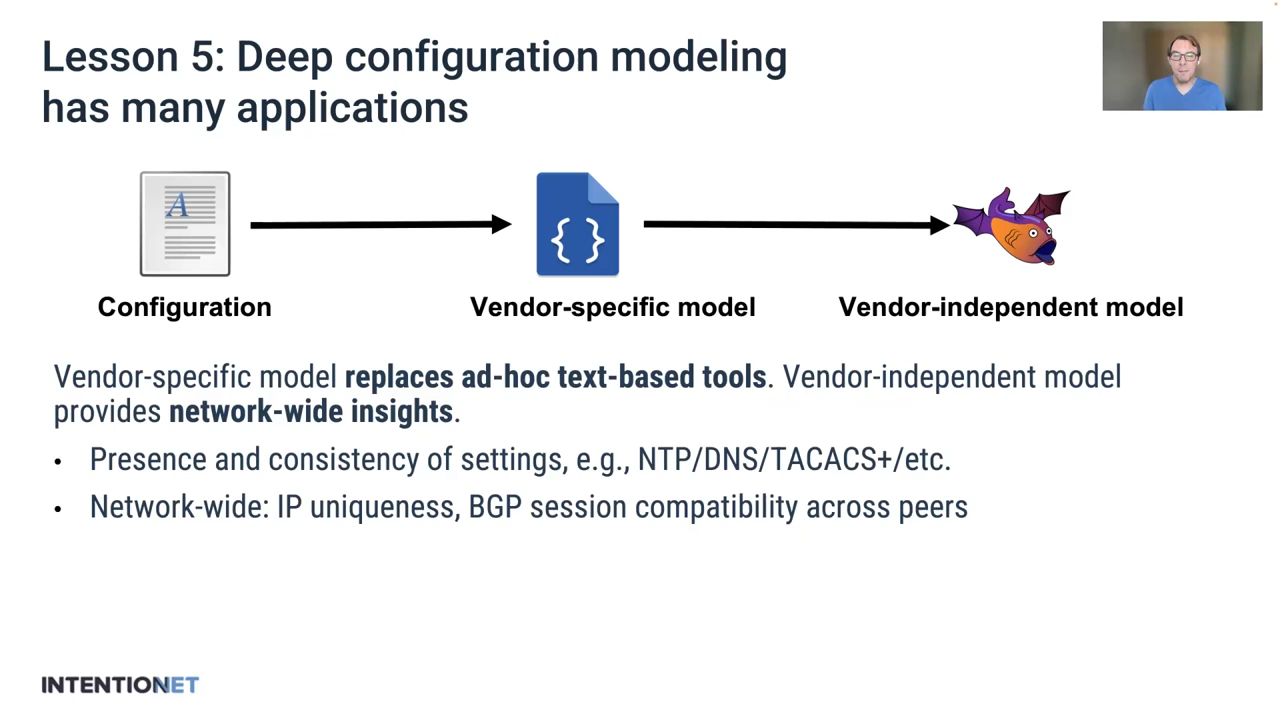 Lesson 5: Deep configuration modeling
has many applications
A
{ }
Configuration
Vendor-specific model
Vendor-independent model
Vendor-specific model replaces ad-hoc text-based tools. Vendor-independent model
provides network-wide insights.
• Presence and consistency of settings, e.g., NTP/DNS/TACACS+/etc.
• Network-wide: IP uniqueness, BGP session compatibility across peers
INTENTIONET